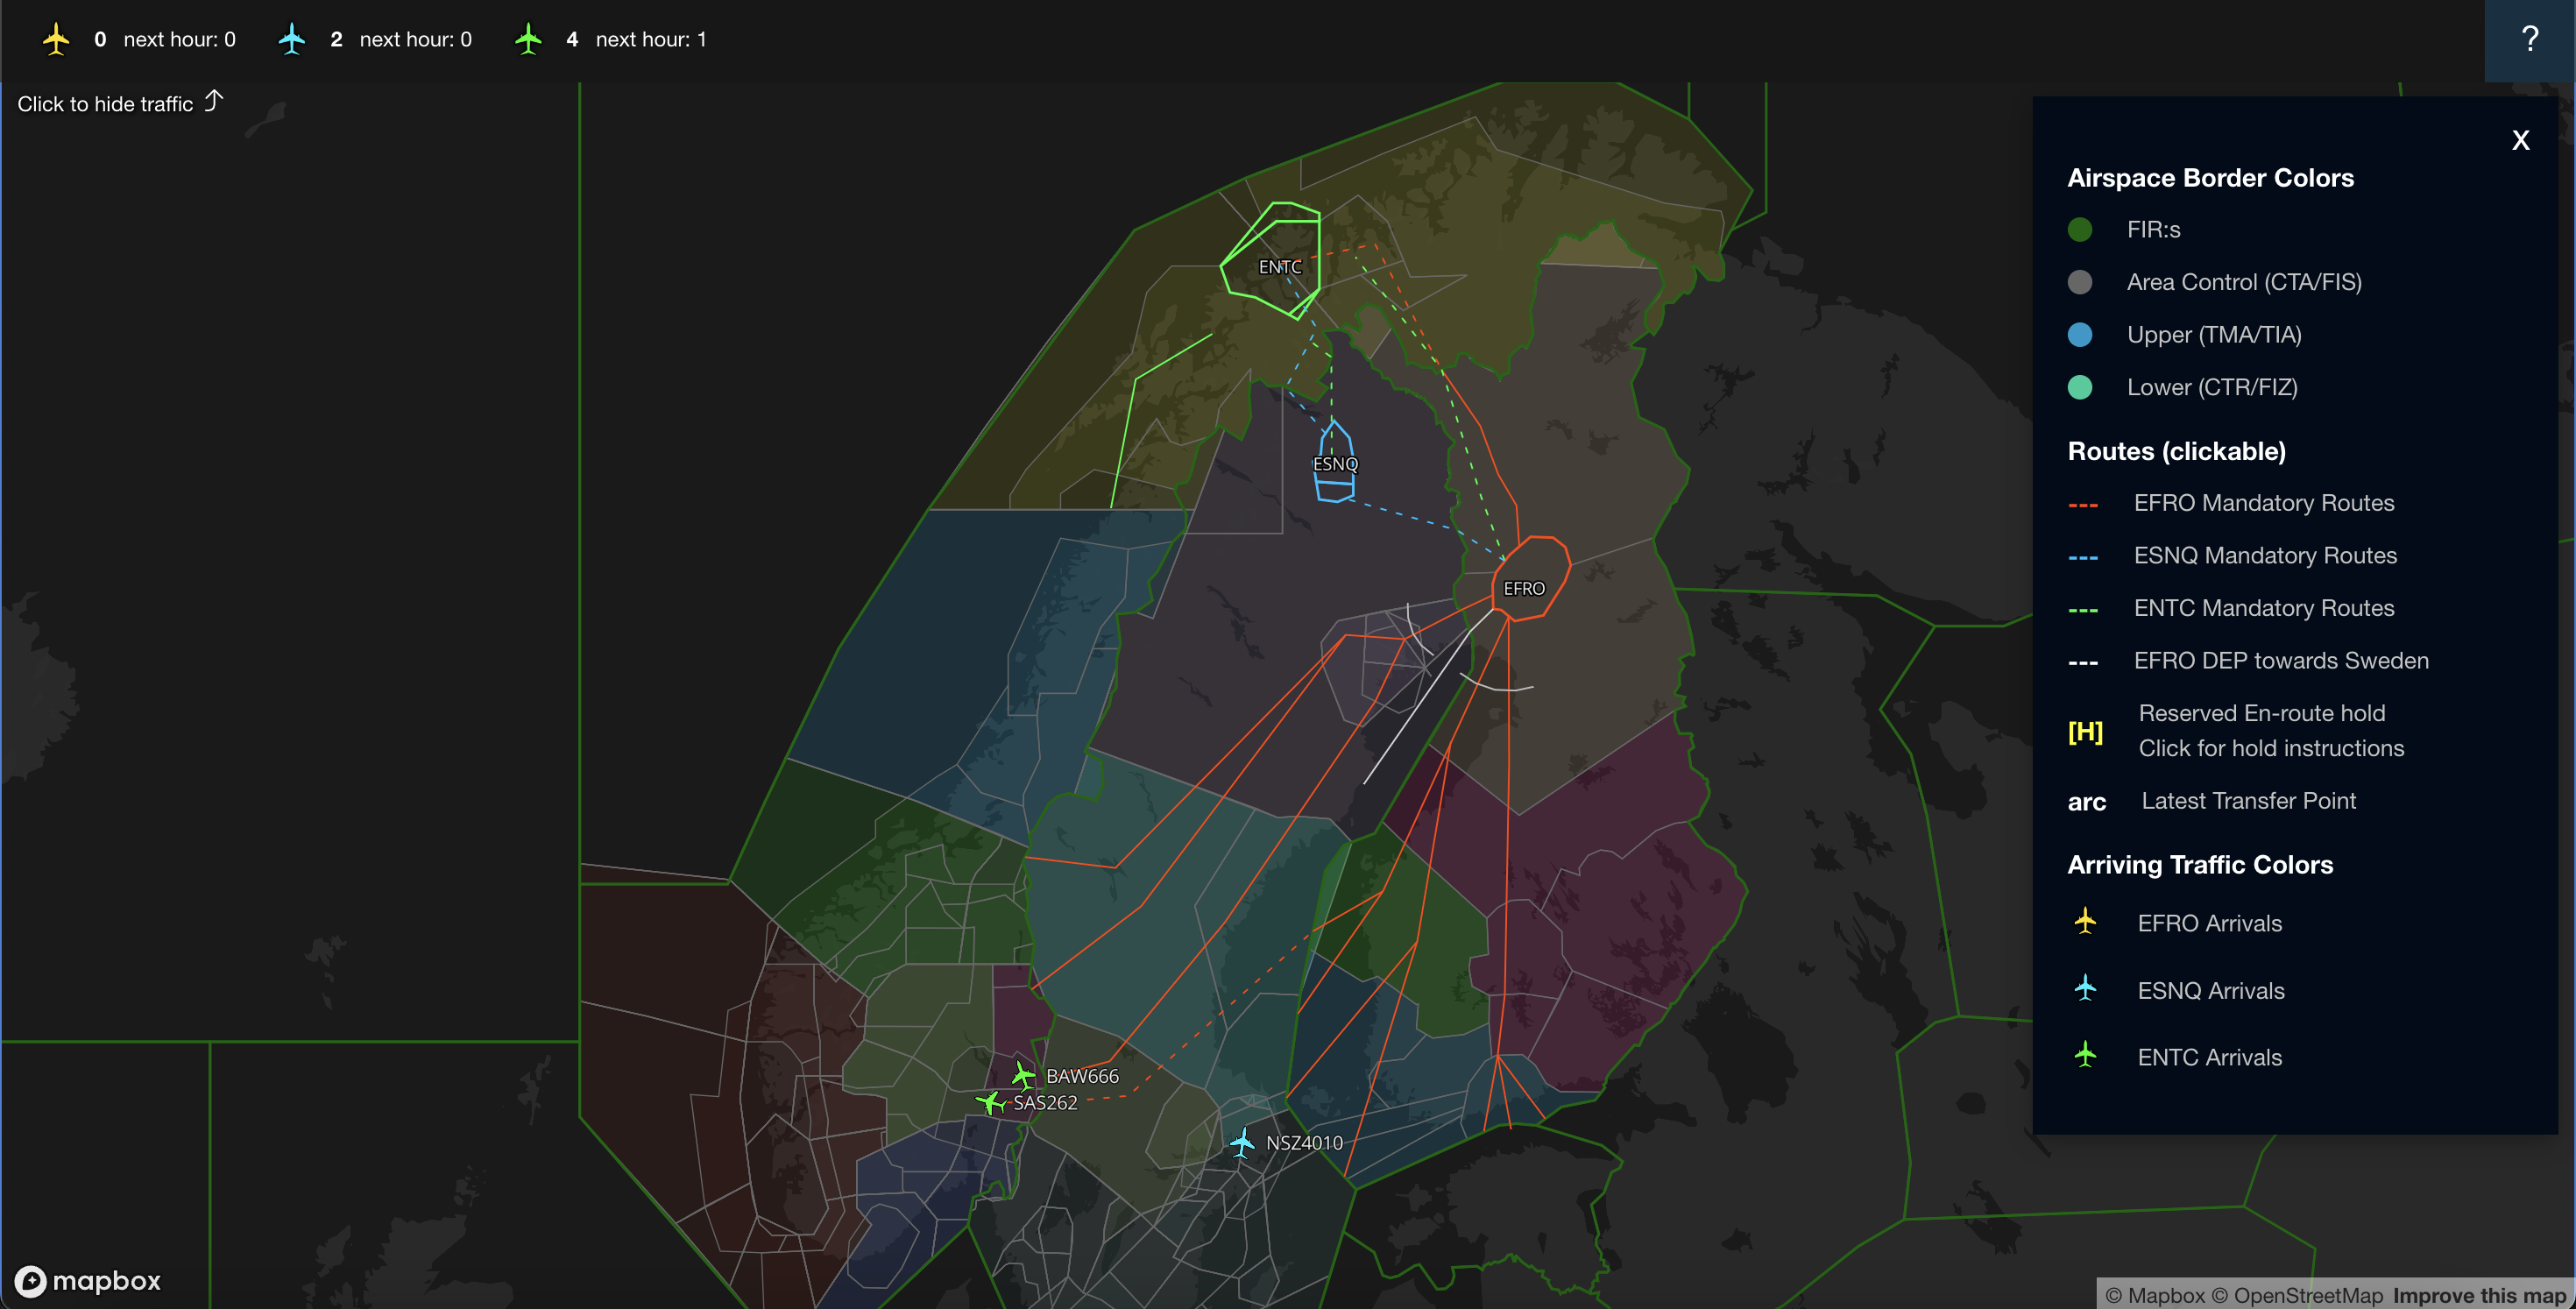 0 next hour: 0 2 next hour: 0 4 next hour: 1
?
Click to hide traffic
X
Airspace Border Colors
FIR:s
Area Control (CTA/FIS)
Upper (TMA/TIA)
Lower (CTR/FIZ)
Routes (clickable)
--- EFRO Mandatory Routes
--- ESNQ Mandatory Routes
--- ENTC Mandatory Routes
--- EFRO DEP towards Sweden
[H] Reserved En-route hold
Click for hold instructions
arc Latest Transfer Point
Arriving Traffic Colors
EFRO Arrivals
ESNQ Arrivals
ENTC Arrivals
ENTC
ESNQ
EFRO
BAW666
SAS262
NSZ4010
mapbox
© Mapbox © OpenStreetMap Improve this map